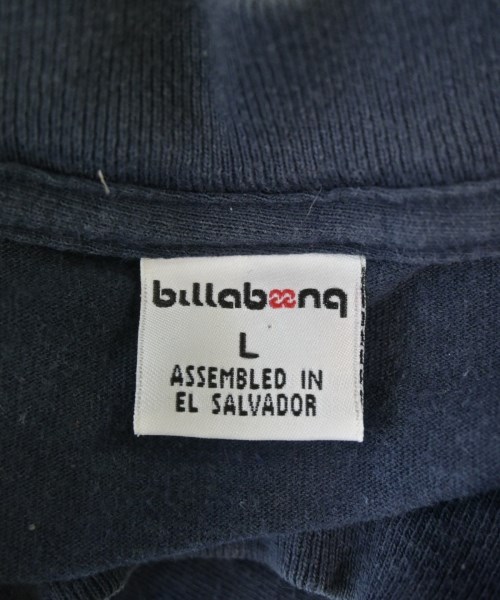 billabong
L
ASSEMBLED IN
EL SALVADOR